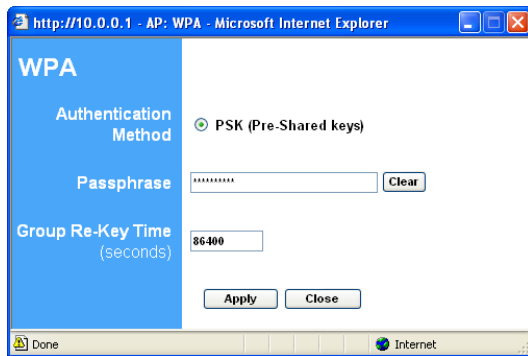 http://10.0.0.1 - AP: WPA - Microsoft Internet Explorer
WPA
Authentication
Method
PSK (Pre-Shared keys)
Passphrase
**********
Clear
Group Re-Key Time
(seconds)
86400
Apply
Close
Done
Internet